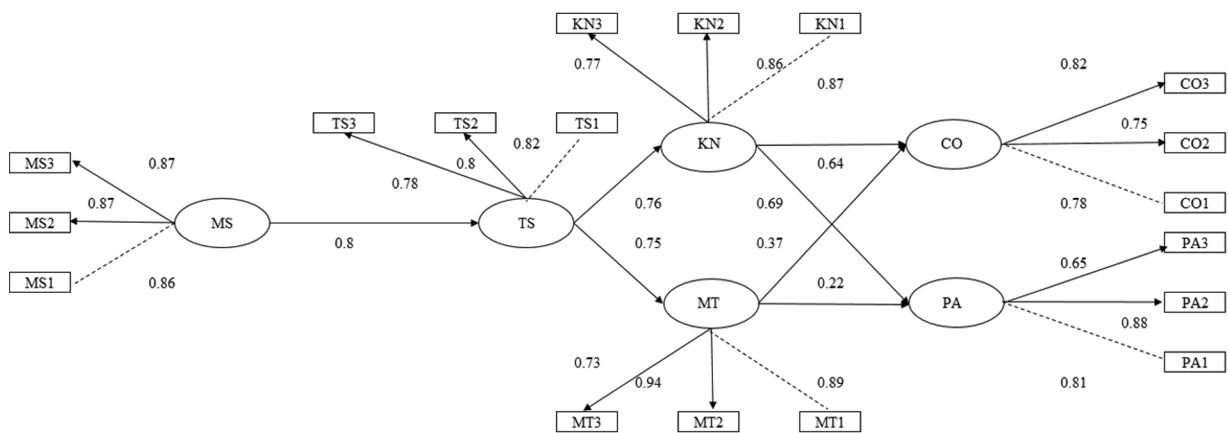 KN3 KN2 KN1
0.77 0.86 0.82
0.87 CO3
TS3 TS2 TS1
0.82 0.75
KN CO CO2
MS3 0.87 0.8 0.64
0.78
0.87 0.76 0.69 0.78 CO1
MS2 MS TS
0.8 0.75 0.37 PA3
0.65
MS1 0.86 0.22
MT PA PA2
0.88
0.73 PA1
0.94 0.89 0.81
MT3 MT2 MT1